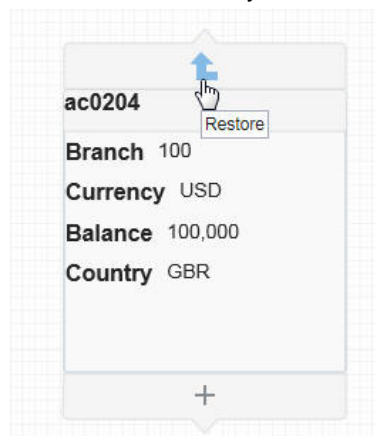 ac0204
Restore
Branch 100
Currency USD
Balance 100,000
Country GBR